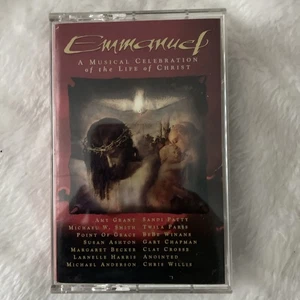 Emmanuel
A Musical Celebration
of the Life of Christ
Amy Grant Sandi Patty
Michael W. Smith Twila Paris
Point Of Grace BeBe Winans
Susan Ashton Gary Chapman
Margaret Becker Clay Crosse
Larnelle Harris Anointed
Michael Anderson Chris Willis